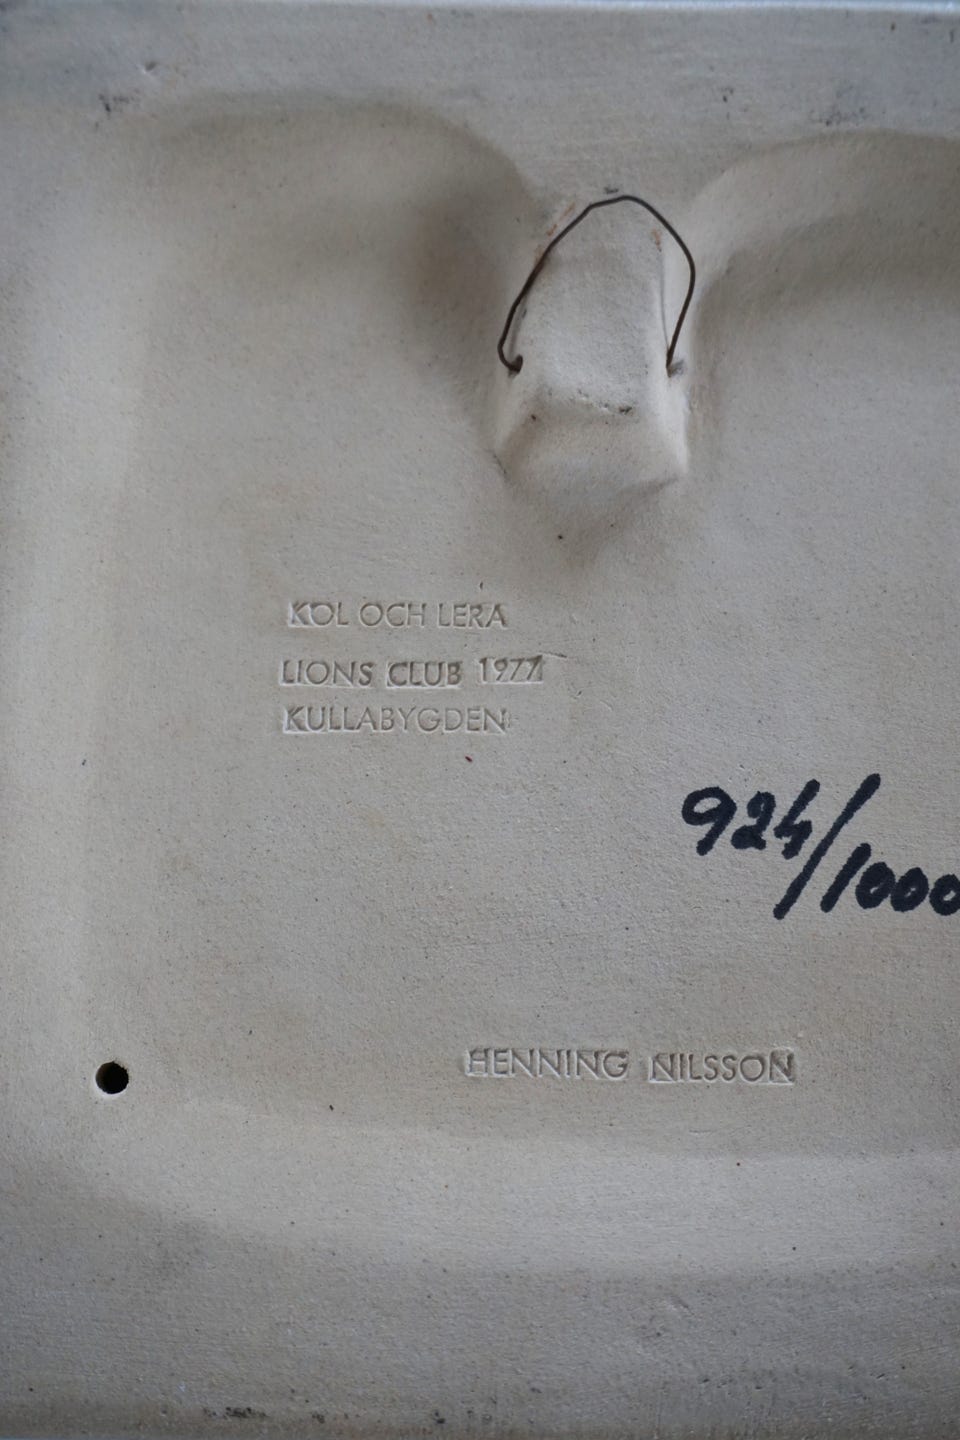 KOL OCH LERA
LIONS CLUB 1977
KULLABYGDEN
924/1000
HENNING NILSSON